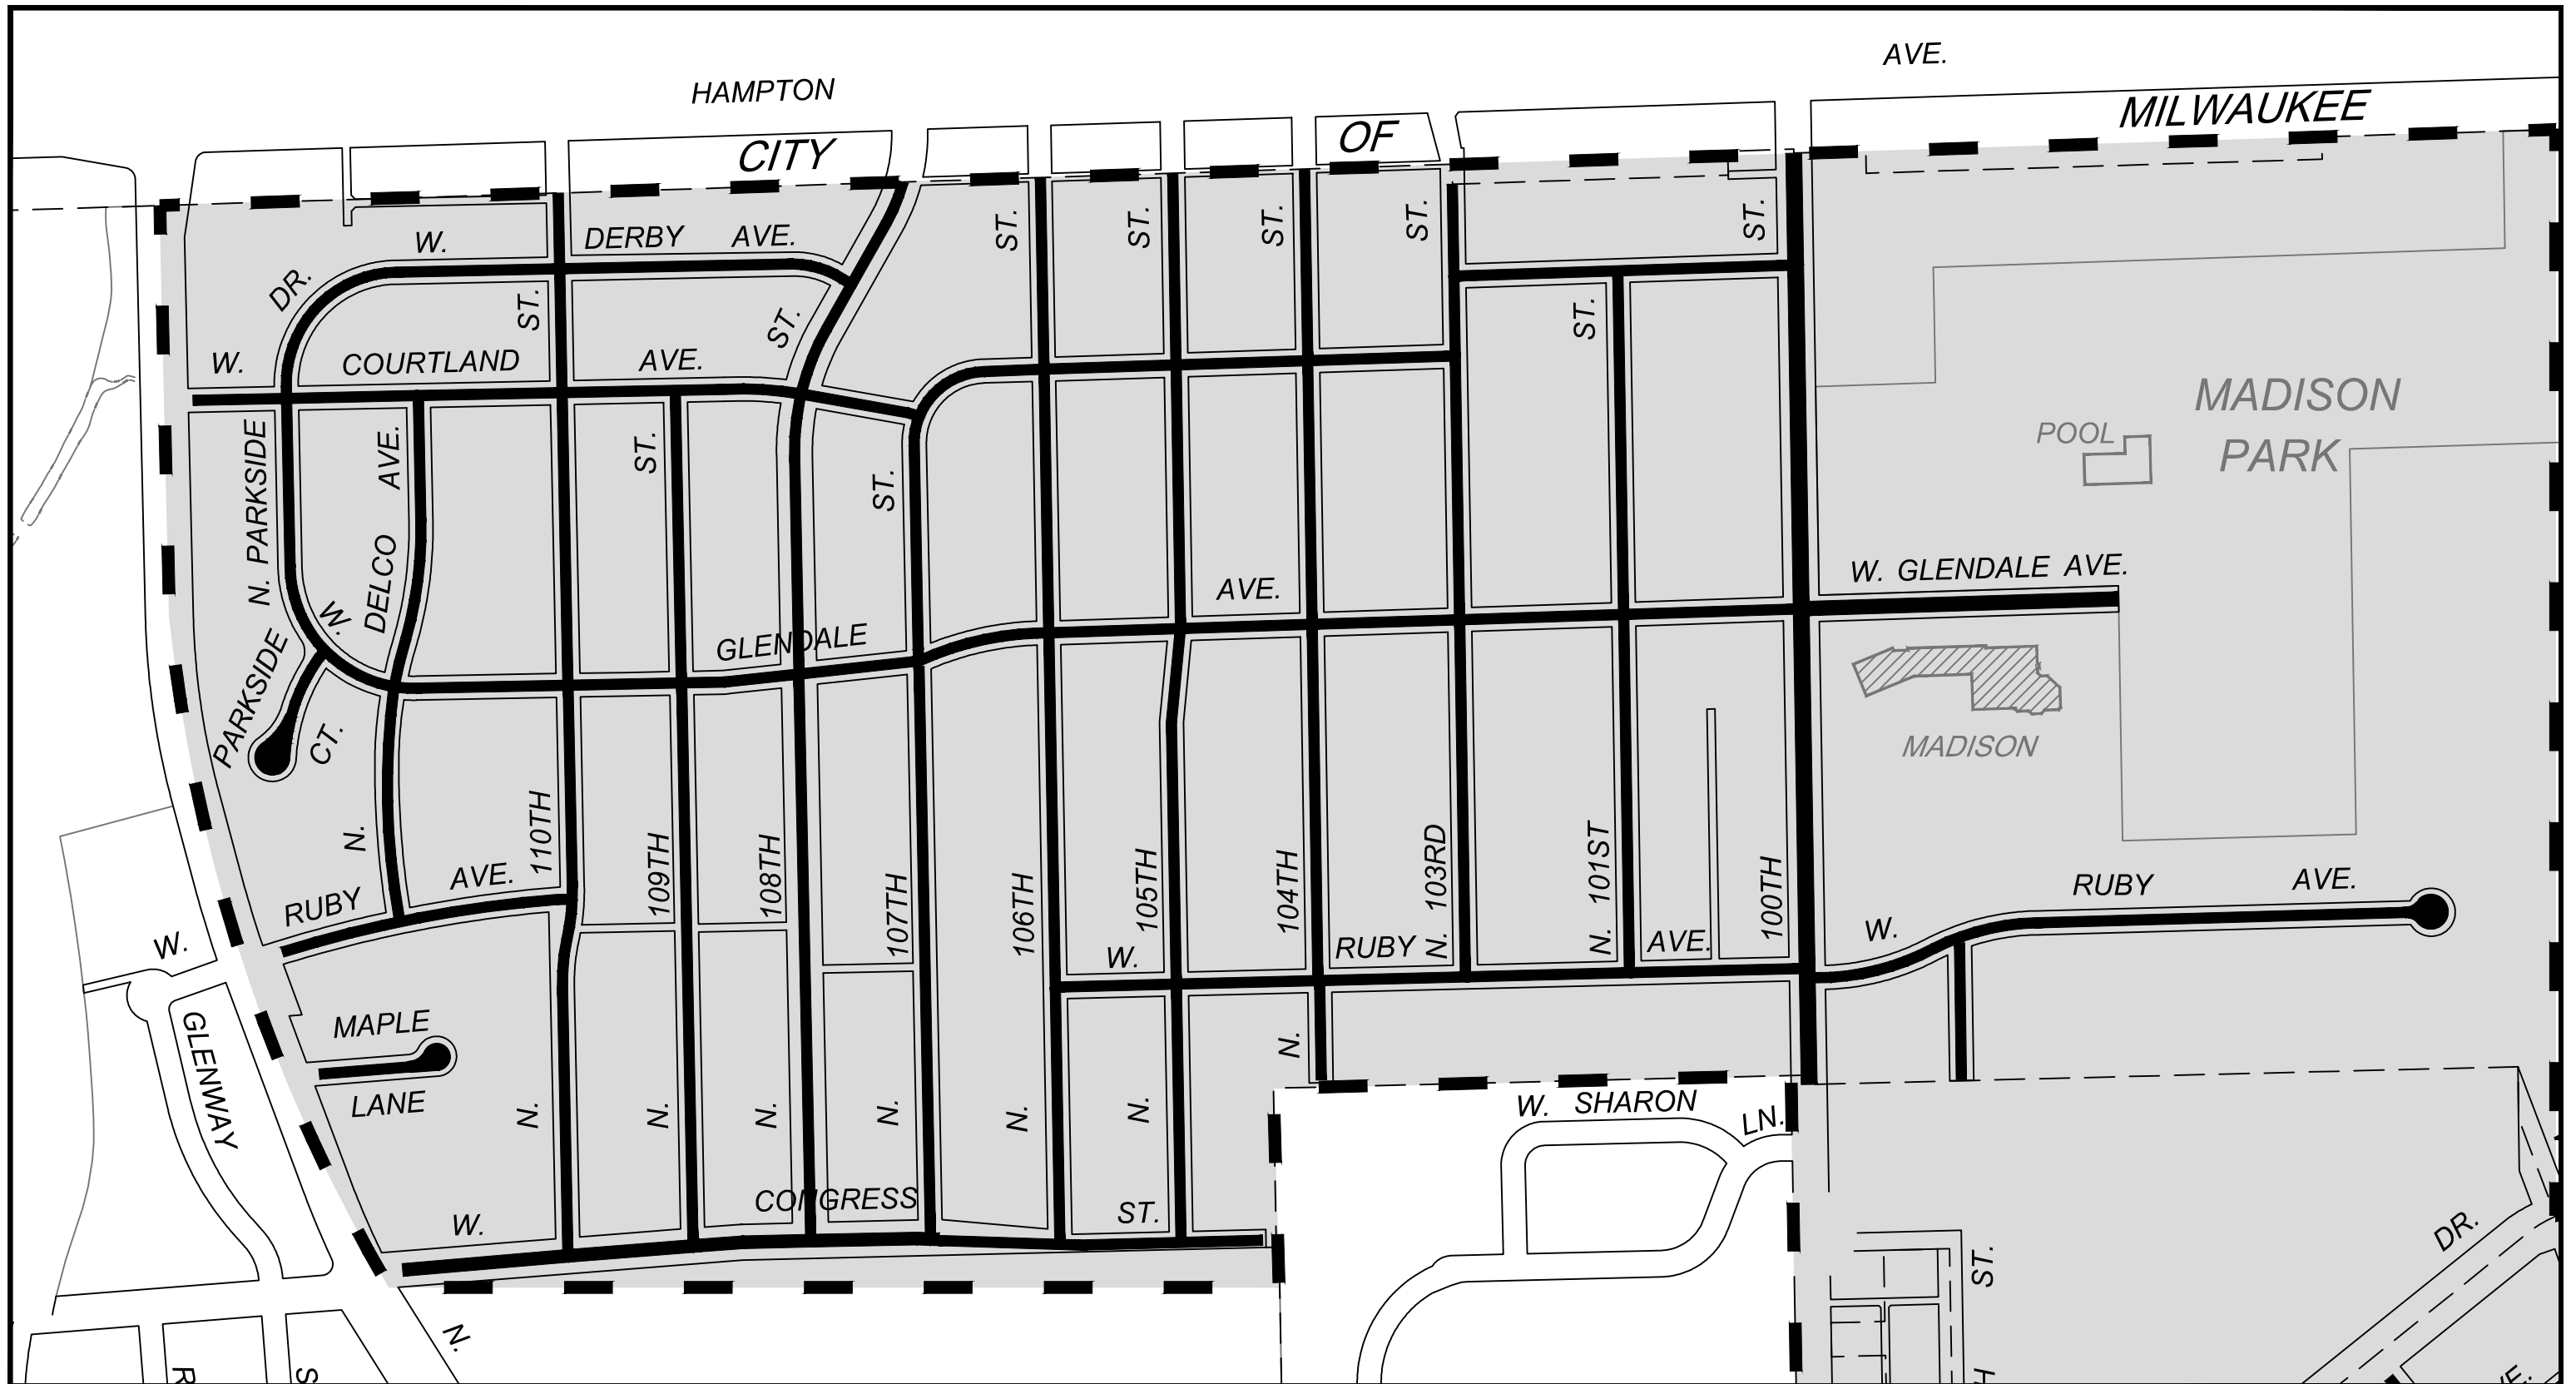 AVE.
HAMPTON
MILWAUKEE
CITY
OF
W.
DERBY AVE.
DR.
ST.
ST.
ST.
ST.
ST.
ST.
ST.
ST.
W.
COURTLAND
AVE.
MADISON
PARK
POOL
N. PARKSIDE
AVE.
DELCO
ST.
ST.
W.
AVE.
W. GLENDALE AVE.
GLENDALE
PARKSIDE
CT.
MADISON
N.
RUBY
AVE.
110TH
109TH
108TH
107TH
106TH
105TH
104TH
N. 103RD
N. 101ST
100TH
W.
RUBY
AVE.
W.
RUBY
AVE.
W.
GLENWAY
MAPLE
LANE
N.
N.
N.
N.
N.
N.
N.
W. SHARON
LN.
W.
CONGRESS
ST.
ST.
DR.
N.
R
S
H
VE.